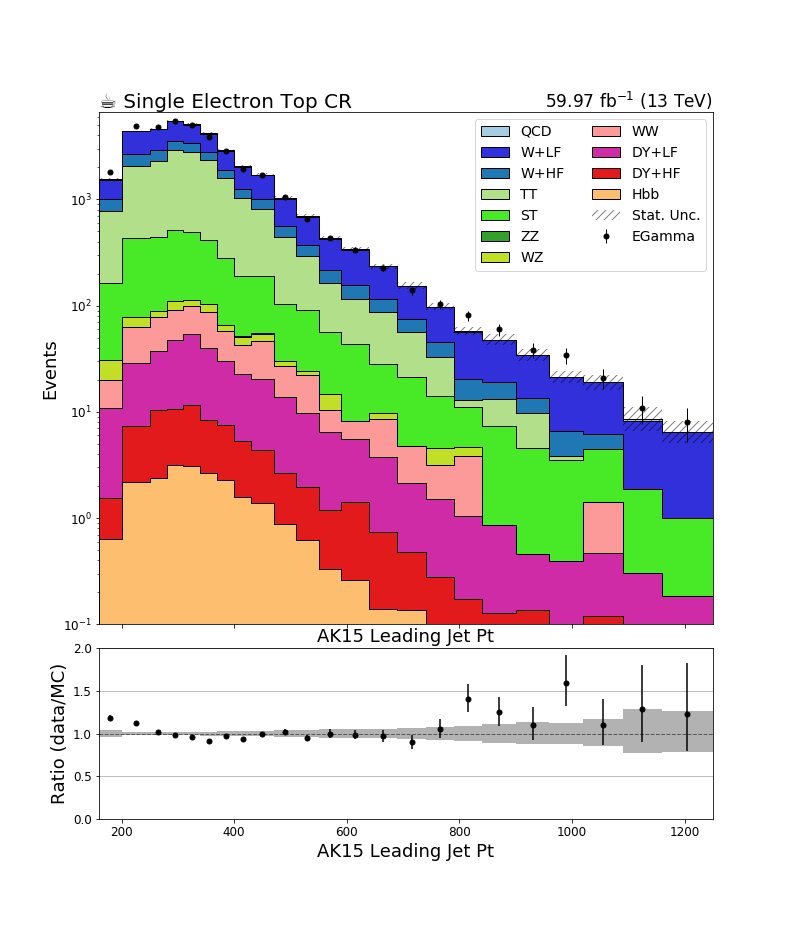 ☕ Single Electron Top CR
59.97 fb⁻¹ (13 TeV)
QCD
W+LF
W+HF
TT
ST
ZZ
WZ
WW
DY+LF
DY+HF
Hbb
Stat. Unc.
EGamma
Events
10³
10²
10¹
10⁰
10⁻¹
AK15 Leading Jet Pt
Ratio (data/MC)
2.0
1.5
1.0
0.5
0.0
200 400 600 800 1000 1200
AK15 Leading Jet Pt